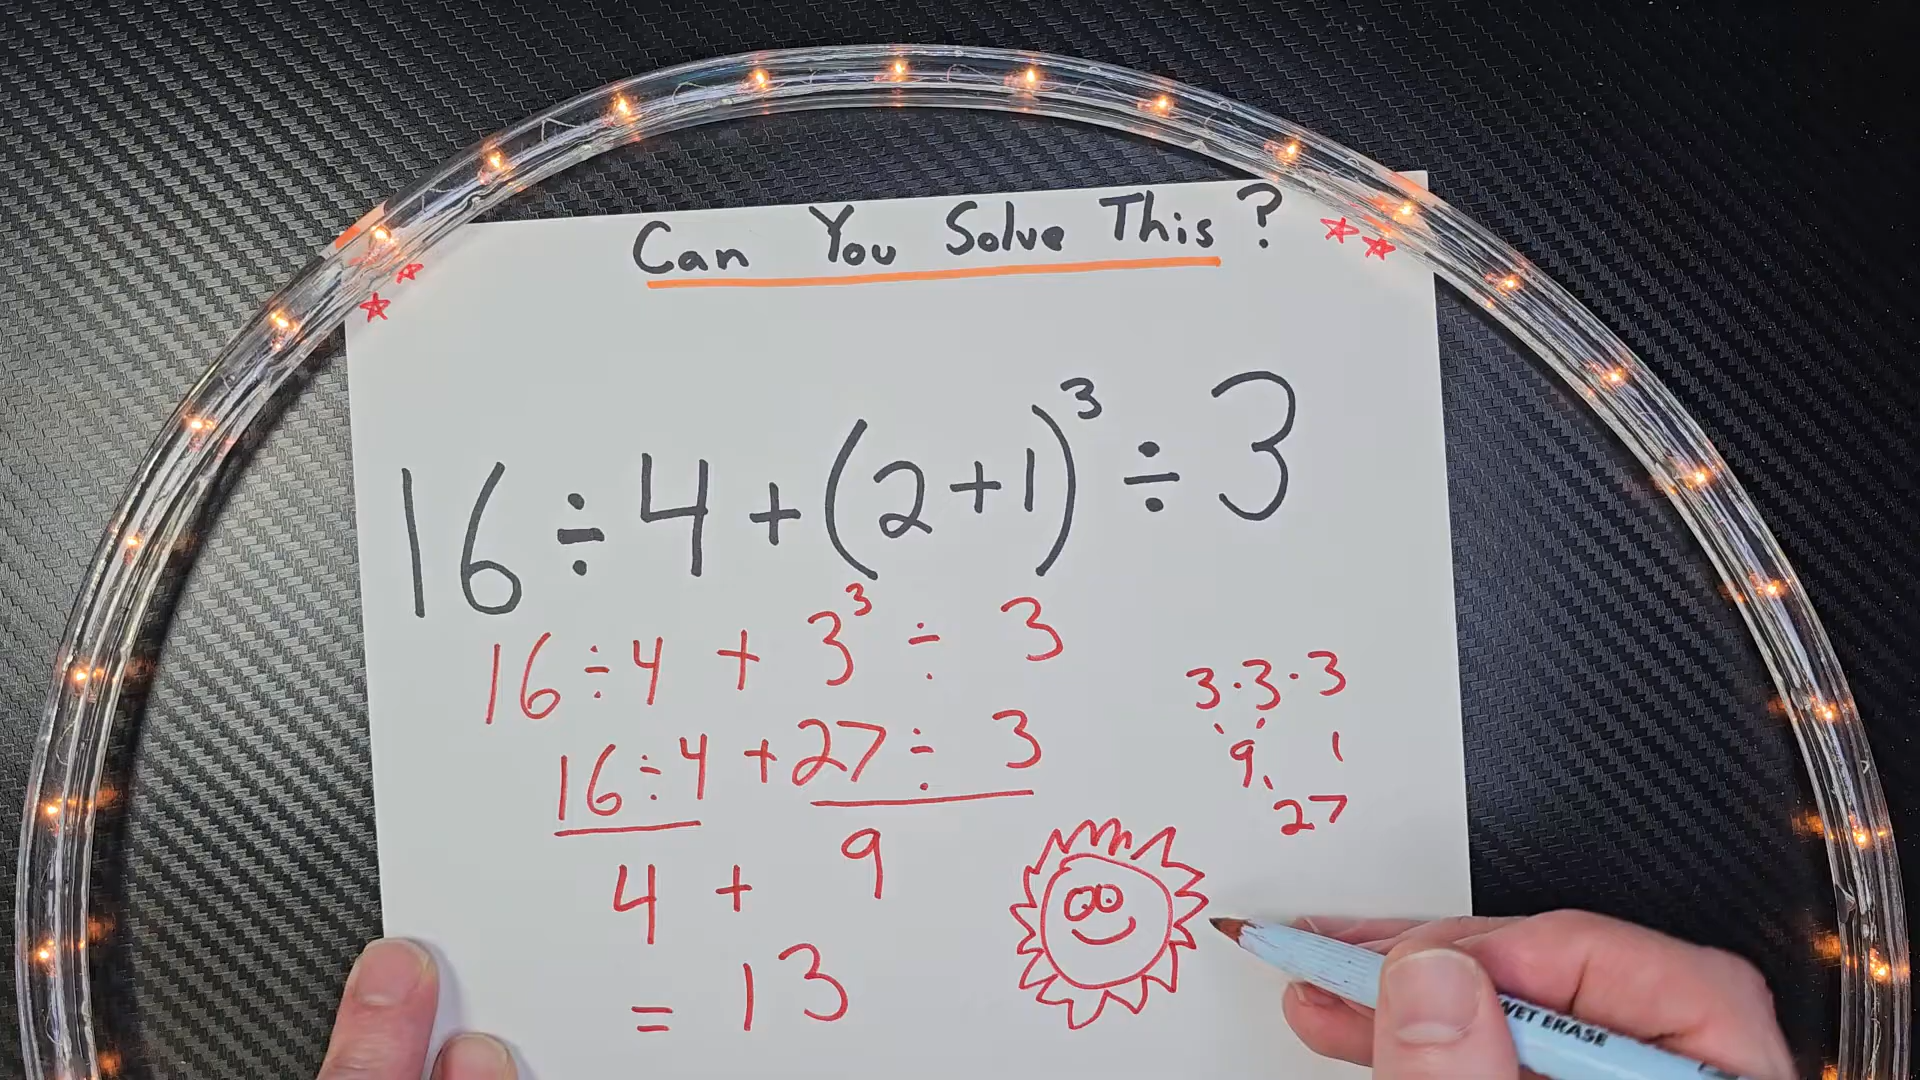 Can You Solve This?
16 ÷ 4 + (2+1)³ ÷ 3
16 ÷ 4 + 3³ ÷ 3
3·3·3
16 ÷ 4 + 27 ÷ 3
9 1
27
4 + 9
= 13
WET ERASE